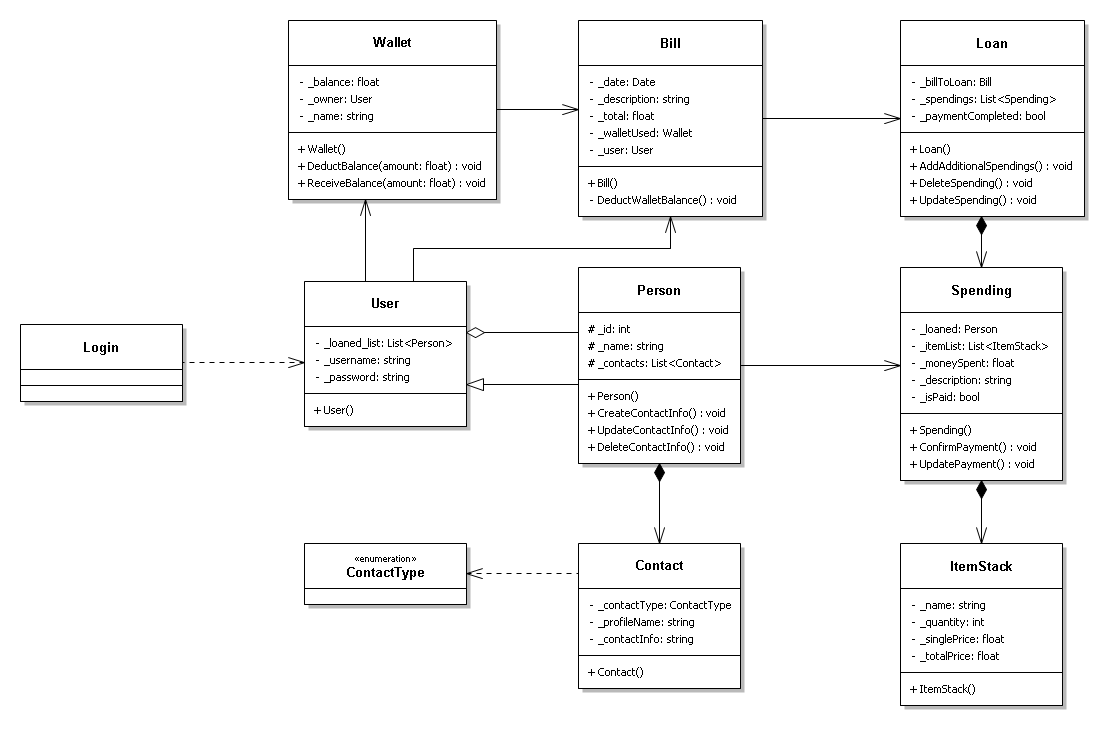 Wallet
- _balance: float
- _owner: User
- _name: string
+ Wallet()
+ DeductBalance(amount: float) : void
+ ReceiveBalance(amount: float) : void
Bill
- _date: Date
- _description: string
- _total: float
- _walletUsed: Wallet
- _user: User
+ Bill()
- DeductWalletBalance() : void
Loan
- _billToLoan: Bill
- _spendings: List<Spending>
- _paymentCompleted: bool
+ Loan()
+ AddAdditionalSpendings() : void
+ DeleteSpending() : void
+ UpdateSpending() : void
Login
User
- _loaned_list: List<Person>
- _username: string
- _password: string
+ User()
Person
# _id: int
# _name: string
# _contacts: List<Contact>
+ Person()
+ CreateContactInfo() : void
+ UpdateContactInfo() : void
+ DeleteContactInfo() : void
Spending
- _loaned: Person
- _itemList: List<ItemStack>
- _moneySpent: float
- _description: string
- _isPaid: bool
+ Spending()
+ ConfirmPayment() : void
+ UpdatePayment() : void
«enumeration»
ContactType
Contact
- _contactType: ContactType
- _profileName: string
- _contactInfo: string
+ Contact()
ItemStack
- _name: string
- _quantity: int
- _singlePrice: float
- _totalPrice: float
+ ItemStack()